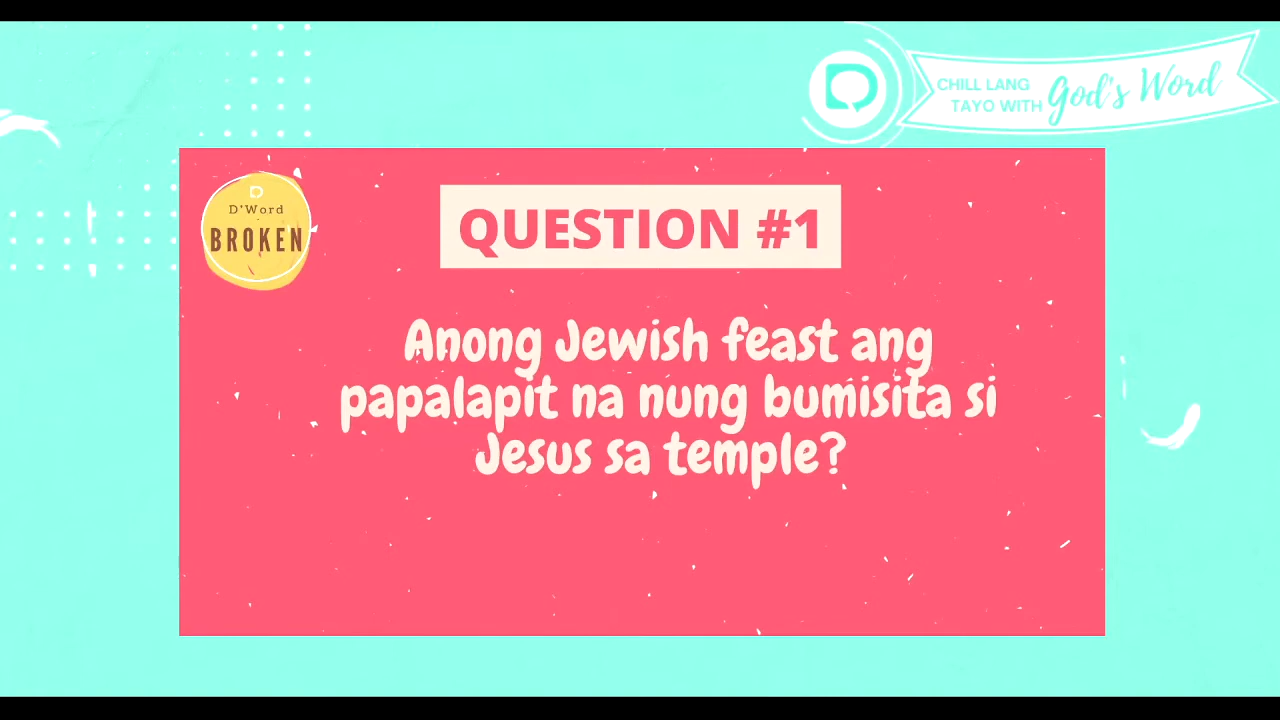 CHILL LANG
TAYO WITH God's Word
D'Word
BROKEN
QUESTION #1
Anong Jewish feast ang
papalapit na nung bumisita si
Jesus sa temple?